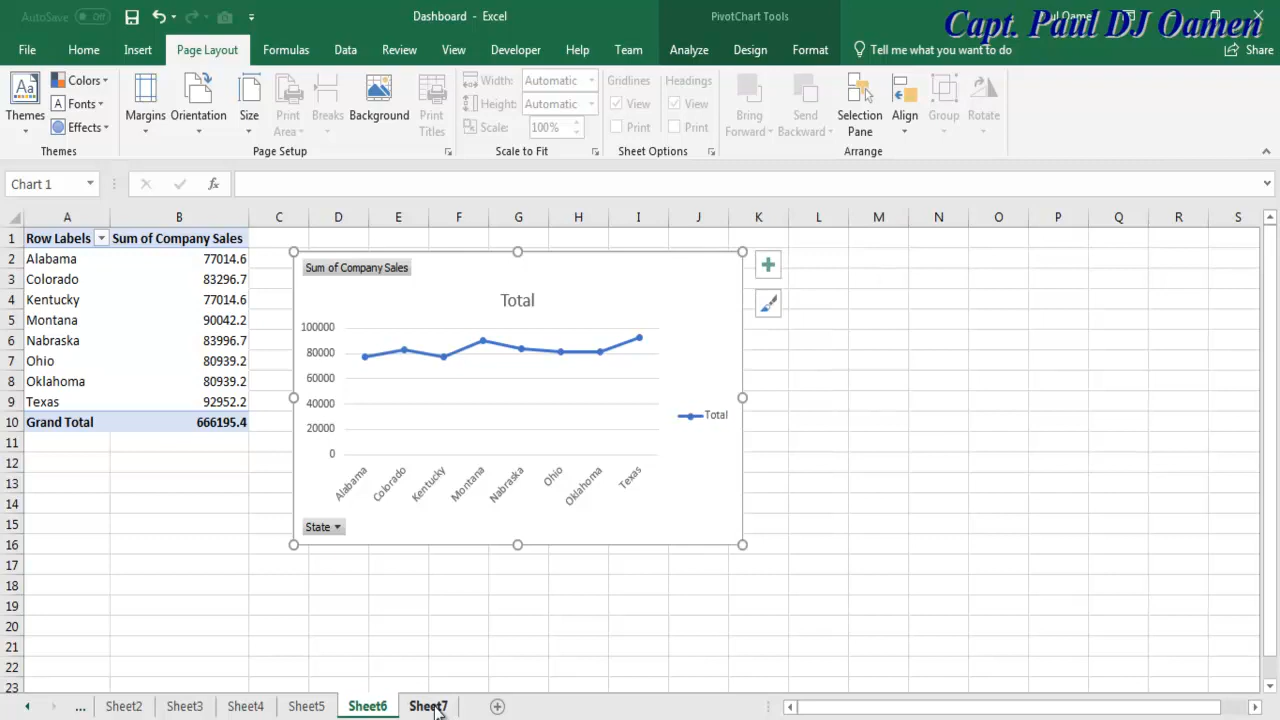 AutoSave Off
Dashboard - Excel
PivotChart Tools
Capt. Paul DJ Oamen
File Home Insert Page Layout Formulas Data Review View Developer Help Team Analyze Design Format Tell me what you want to do Share
Themes
Colors
Fonts
Effects
Margins Orientation Size
Print Area
Breaks
Background
Print Titles
Width: Automatic
Height: Automatic
Scale: 100%
Gridlines Headings
View View
Print Print
Bring Forward
Send Backward
Selection Pane
Align
Group
Rotate
Themes Page Setup Scale to Fit Sheet Options Arrange
Chart 1 fx
A B C D E F G H I J K L M N O P Q R S
1 Row Labels Sum of Company Sales
2 Alabama 77014.6
3 Colorado 83296.7
4 Kentucky 77014.6
5 Montana 90042.2
6 Nebraska 83996.7
7 Ohio 80939.2
8 Oklahoma 80939.2
9 Texas 92952.2
10 Grand Total 666195.4
11
12
13
14
15
16
17
18
19
20
21
22
23
Sum of Company Sales
Total
100000
80000
60000
40000
20000
0
Alabama Colorado Kentucky Montana Nebraska Ohio Oklahoma Texas
Total
State
... Sheet2 Sheet3 Sheet4 Sheet5 Sheet6 Sheet7